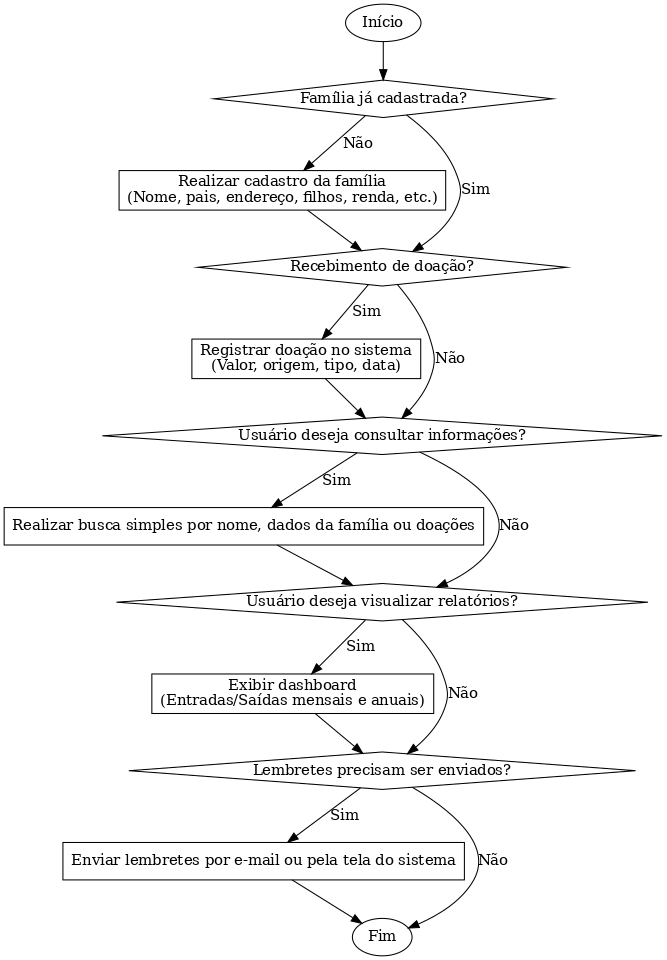 Início
Família já cadastrada?
Não
Realizar cadastro da família
(Nome, pais, endereço, filhos, renda, etc.)
Sim
Recebimento de doação?
Sim
Registrar doação no sistema
(Valor, origem, tipo, data)
Não
Usuário deseja consultar informações?
Sim
Realizar busca simples por nome, dados da família ou doações
Não
Usuário deseja visualizar relatórios?
Sim
Exibir dashboard
(Entradas/Saídas mensais e anuais)
Não
Lembretes precisam ser enviados?
Sim
Enviar lembretes por e-mail ou pela tela do sistema
Não
Fim